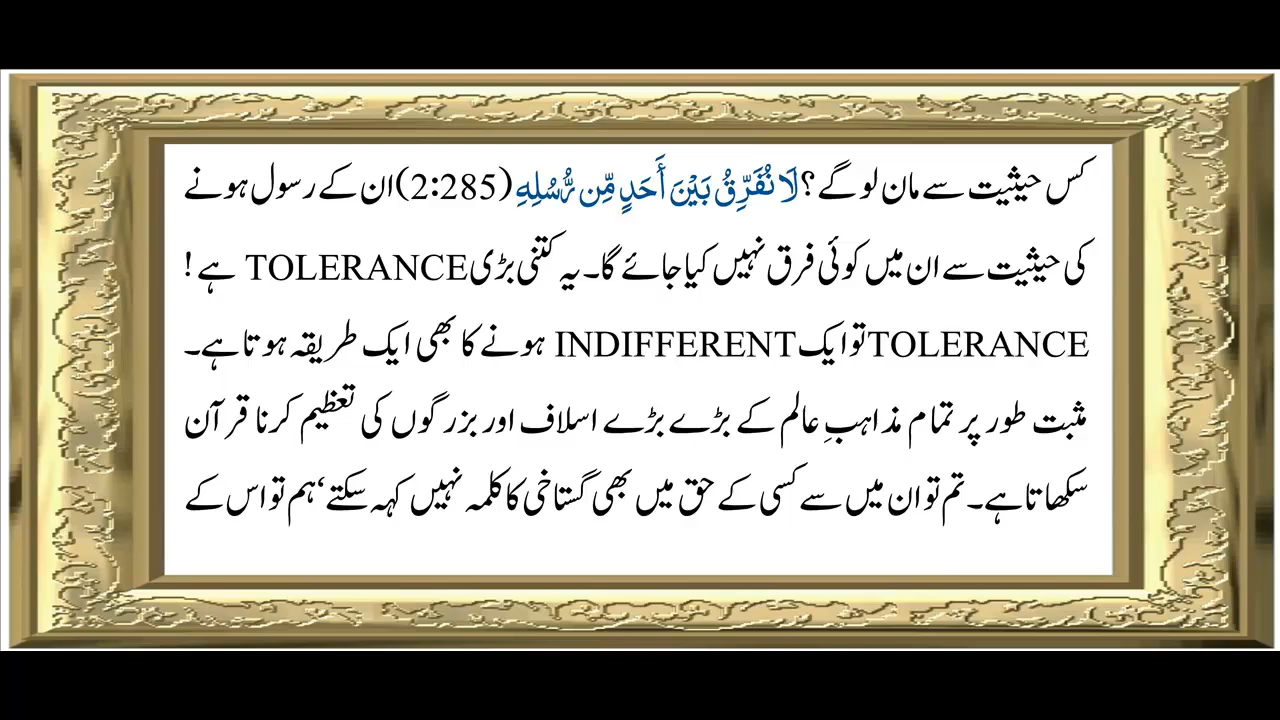 کس حیثیت سے مان لو گے؟ لَا نُفَرِّقُ بَيْنَ أَحَدٍ مِّن رُّسُلِهِ (2:285) ان کے رسول ہونے
کی حیثیت سے ان میں کوئی فرق نہیں کیا جائے گا۔ یہ کتنی بڑی TOLERANCE ہے!
TOLERANCE تو ایک INDIFFERENT ہونے کا بھی ایک طریقہ ہوتا ہے۔
مثبت طور پر تمام مذاہبِ عالم کے بڑے بڑے اسلاف اور بزرگوں کی تعظیم کرنا قرآن
سکھاتا ہے۔ تم تو ان میں سے کسی کے حق میں بھی گستاخی کا کلمہ نہیں کہہ سکتے‘ ہم تو اس کے